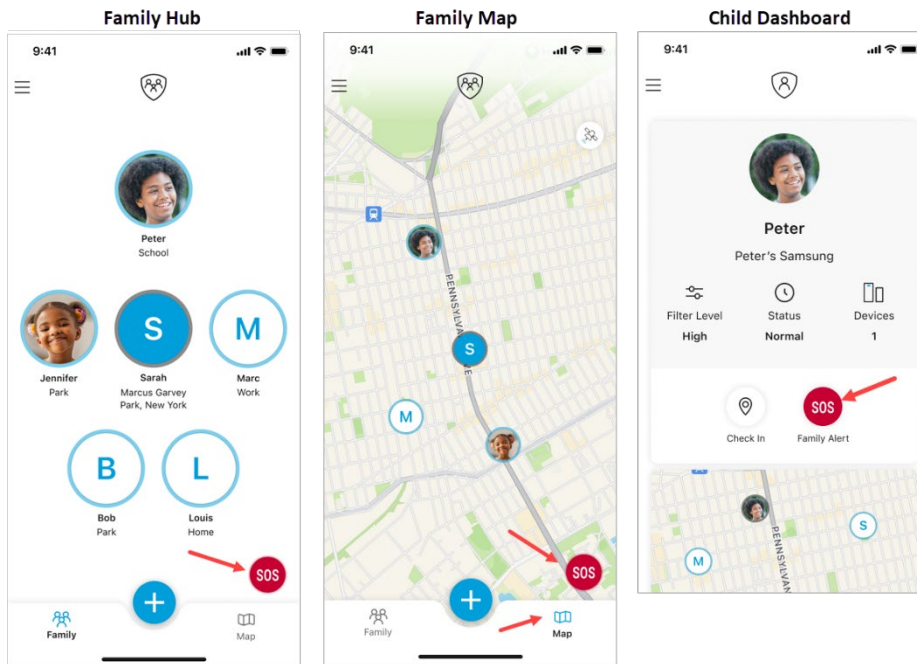 Family Hub
9:41
Peter
School
Jennifer
Park
S
Sarah
Marcus Garvey
Park, New York
M
Marc
Work
B
Bob
Park
L
Louis
Home
SOS
+
Family
Map
Family Map
9:41
PENNSYLVANIA AVE
S
M
SOS
+
Family
Map
Child Dashboard
9:41
Peter
Peter's Samsung
Filter Level
High
Status
Normal
Devices
1
Check In
SOS
Family Alert
S
M
PENNSYLVAN